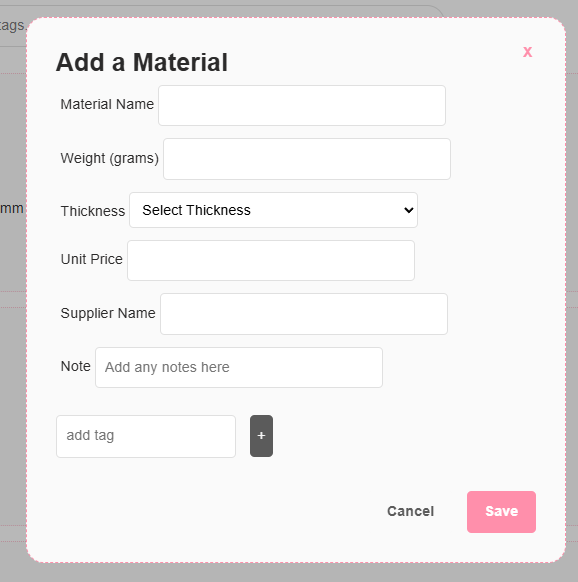 tags.
x
Add a Material
Material Name
Weight (grams)
mm
Thickness Select Thickness
Unit Price
Supplier Name
Note Add any notes here
add tag +
Cancel Save